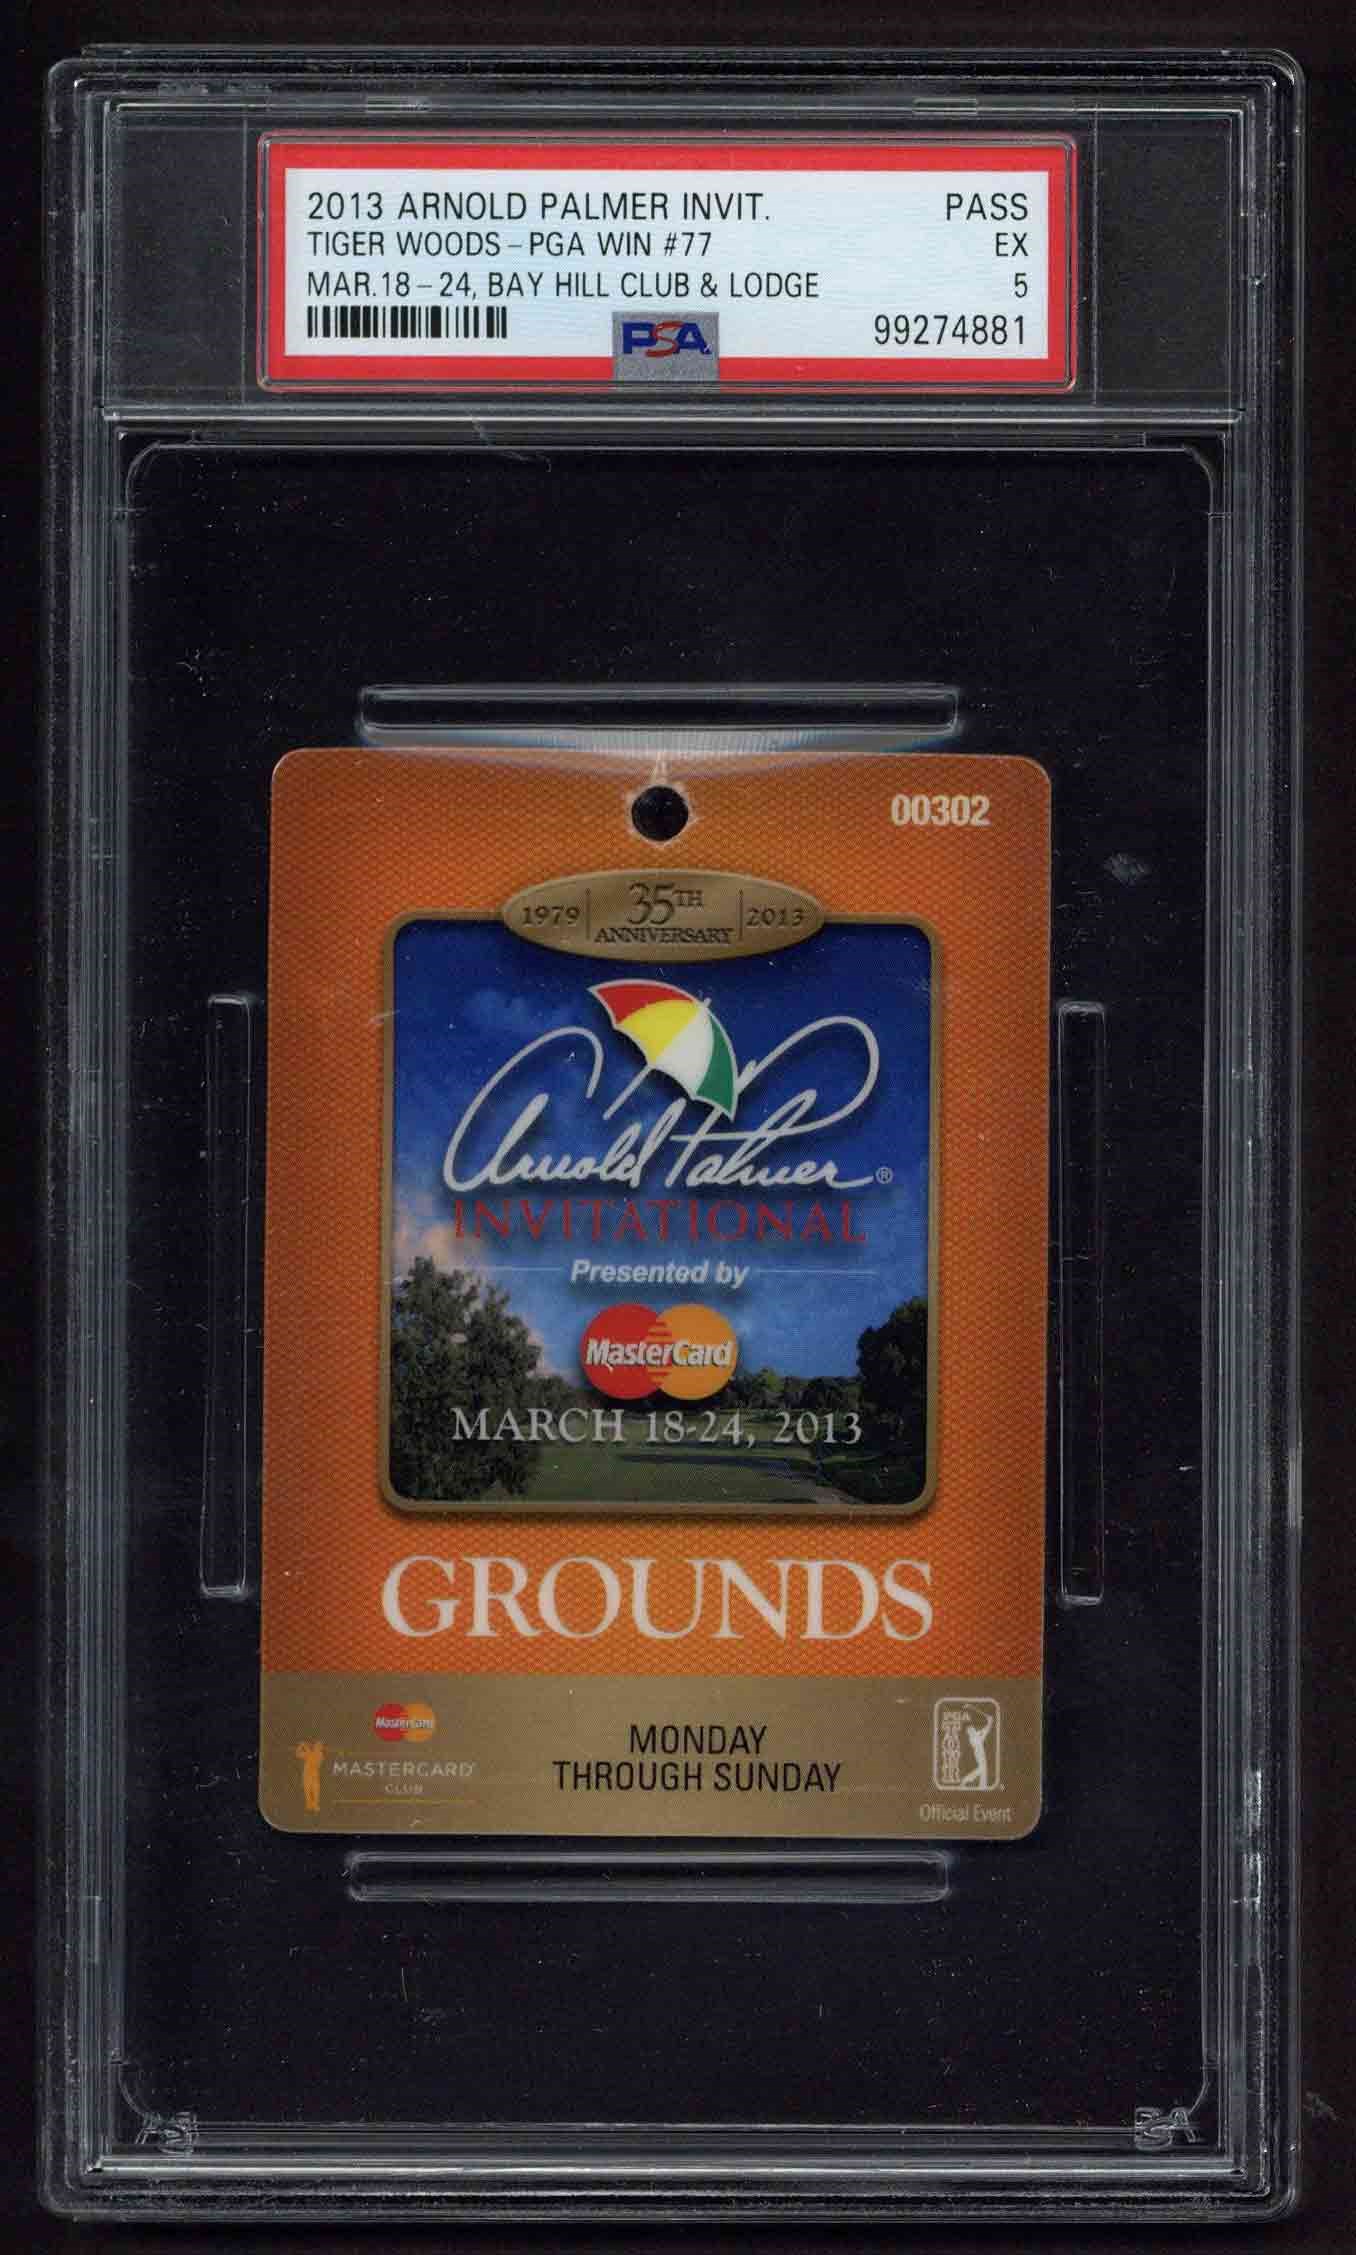 2013 ARNOLD PALMER INVIT. PASS
TIGER WOODS - PGA WIN #77 EX
MAR.18 - 24, BAY HILL CLUB & LODGE 5
99274881
PSA
00302
1979 35TH ANNIVERSARY 2013
Arnold Palmer ®
INVITATIONAL
Presented by
MasterCard
MARCH 18-24, 2013
GROUNDS
MasterCard
MASTERCARD
CLUB
MONDAY
THROUGH SUNDAY
PGA TOUR
Official Event
PSA PSA